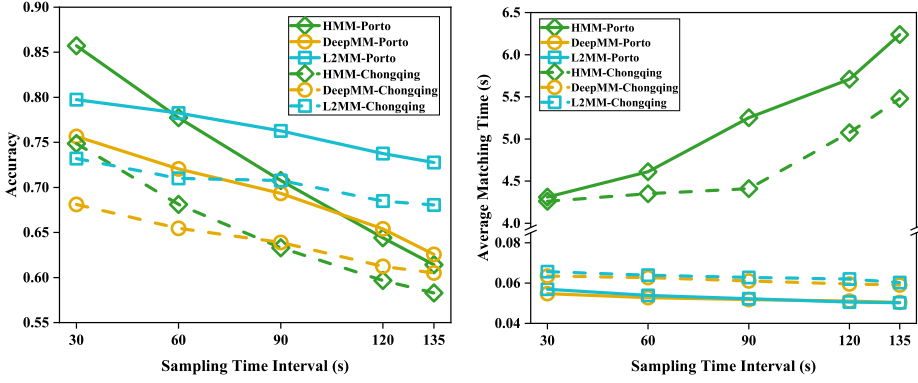 HMM-Porto
DeepMM-Porto
L2MM-Porto
HMM-Chongqing
DeepMM-Chongqing
L2MM-Chongqing
0.85
0.80
0.75
0.70
0.65
0.60
0.55
Accuracy
30
60
90
120
135
Sampling Time Interval (s)
HMM-Porto
DeepMM-Porto
L2MM-Porto
HMM-Chongqing
DeepMM-Chongqing
L2MM-Chongqing
6.5
6.0
5.5
5.0
4.5
4.0
0.08
0.06
0.04
Average Matching Time (s)
30
60
90
120
135
Sampling Time Interval (s)